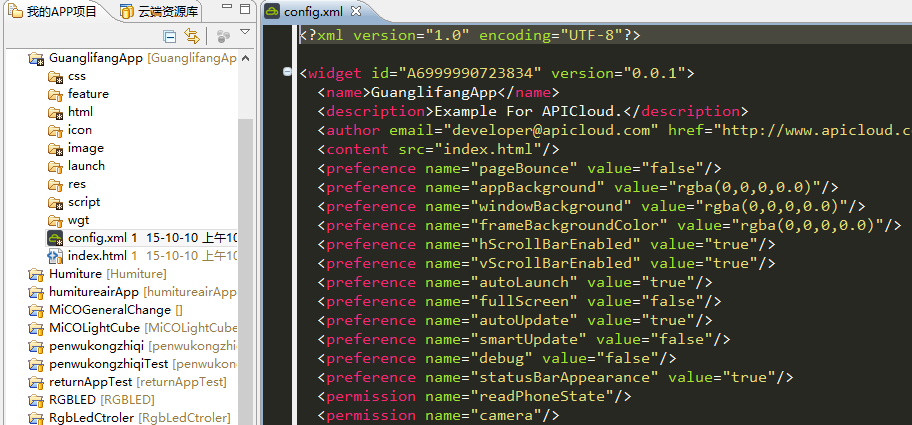 我的APP项目
云端资源库
GuanglifangApp [GuanglifangApp]
css
feature
html
icon
image
launch
res
script
wgt
config.xml 1 15-10-10 上午10
index.html 1 15-10-10 上午10
Humiture [Humiture]
humitureairApp [humitureairApp
MiCOGeneralChange []
MiCOLightCube [MiCOLightCube
penwukongzhiqi [penwukongzhi
penwukongzhiqiTest [penwukon
returnAppTest [returnAppTest]
RGBLED [RGBLED]
RgbLedCtroler [RgbLedCtroler]
config.xml
<?xml version="1.0" encoding="UTF-8"?>
<widget id="A6999990723834" version="0.0.1">
<name>GuanglifangApp</name>
<description>Example For APICloud.</description>
<author email="developer@apicloud.com" href="http://www.apicloud.c
<content src="index.html"/>
<preference name="pageBounce" value="false"/>
<preference name="appBackground" value="rgba(0,0,0,0.0)"/>
<preference name="windowBackground" value="rgba(0,0,0,0.0)"/>
<preference name="frameBackgroundColor" value="rgba(0,0,0,0.0)"/>
<preference name="hScrollBarEnabled" value="true"/>
<preference name="vScrollBarEnabled" value="true"/>
<preference name="autoLaunch" value="true"/>
<preference name="fullScreen" value="false"/>
<preference name="autoUpdate" value="true"/>
<preference name="smartUpdate" value="false"/>
<preference name="debug" value="false"/>
<preference name="statusBarAppearance" value="true"/>
<permission name="readPhoneState"/>
<permission name="camera"/>